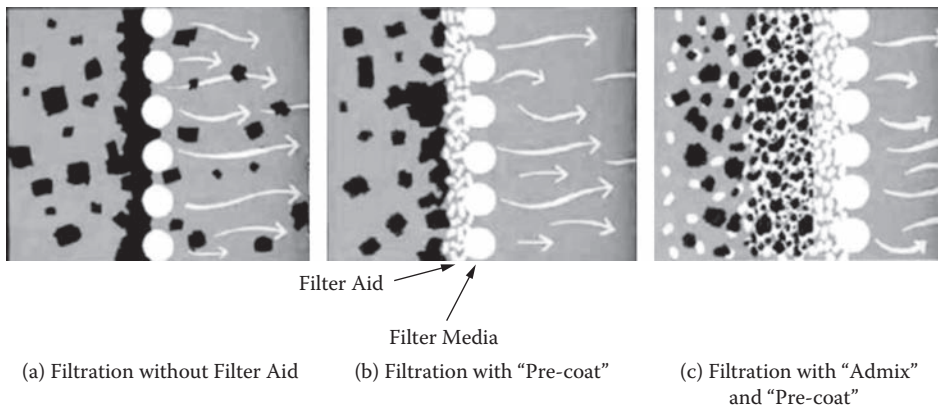 Filter Aid
Filter Media
(a) Filtration without Filter Aid
(b) Filtration with “Pre-coat”
(c) Filtration with “Admix”
and “Pre-coat”